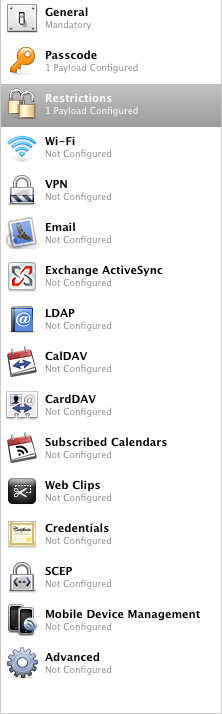 General
Mandatory
Passcode
1 Payload Configured
Restrictions
1 Payload Configured
Wi-Fi
Not Configured
VPN
Not Configured
Email
Not Configured
Exchange ActiveSync
Not Configured
LDAP
Not Configured
CalDAV
Not Configured
CardDAV
Not Configured
Subscribed Calendars
Not Configured
Web Clips
Not Configured
Credentials
Not Configured
SCEP
Not Configured
Mobile Device Management
Not Configured
Advanced
Not Configured